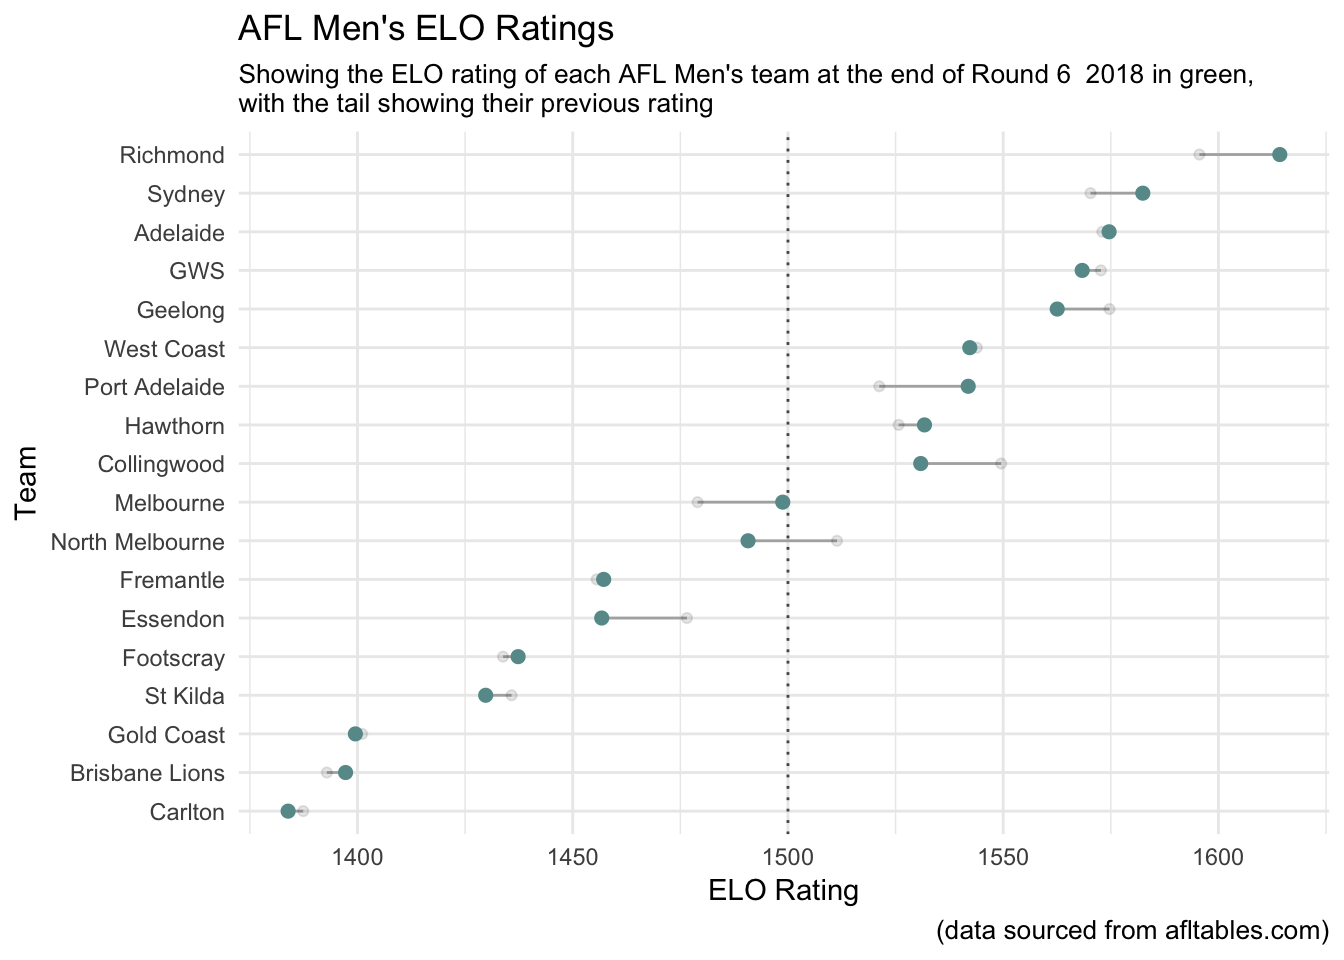 AFL Men's ELO Ratings
Showing the ELO rating of each AFL Men's team at the end of Round 6  2018 in green,
with the tail showing their previous rating
Team
Richmond
Sydney
Adelaide
GWS
Geelong
West Coast
Port Adelaide
Hawthorn
Collingwood
Melbourne
North Melbourne
Fremantle
Essendon
Footscray
St Kilda
Gold Coast
Brisbane Lions
Carlton
1400 1450 1500 1550 1600
ELO Rating
(data sourced from afltables.com)